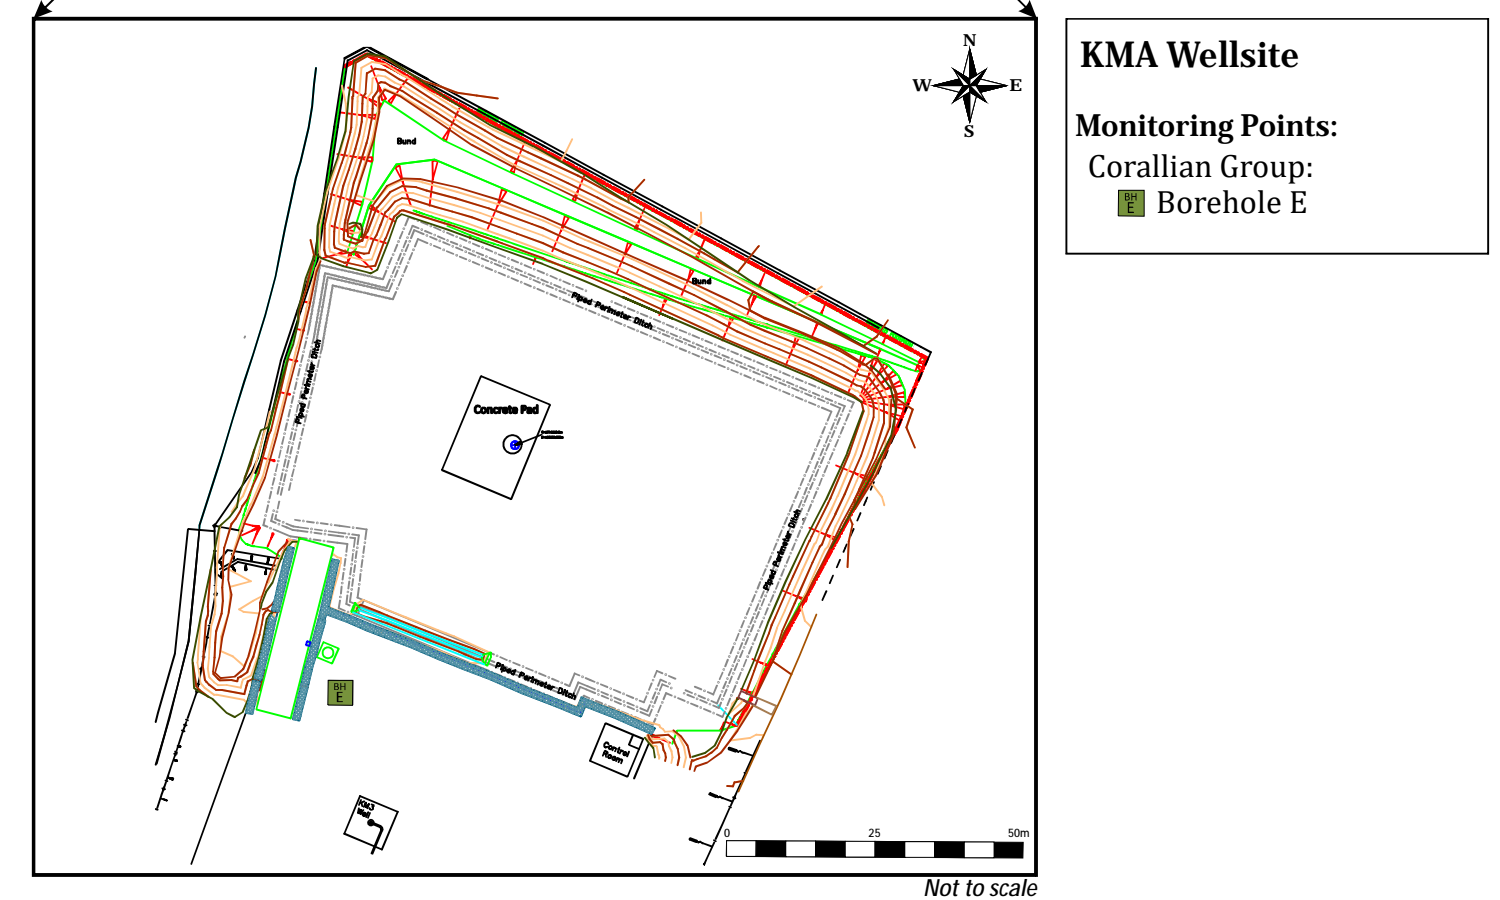 N
W E
S
KMA Wellsite
Monitoring Points:
Corallian Group:
BH
E
Borehole E
Bund
Bund
Piped Perimeter Ditch
Piped Perimeter Ditch
Concrete Pad
Piped Perimeter Ditch
Piped Perimeter Ditch
BH
E
Control
Room
KM3
Well
0 25 50m
Not to scale